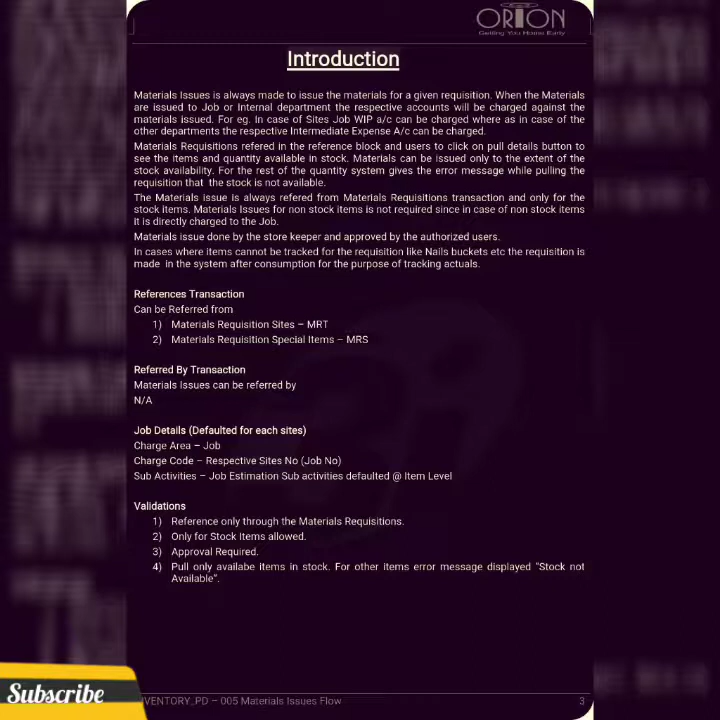 ORION
Getting You Home Early
Introduction
Materials Issues is always made to issue the materials for a given requisition. When the Materials
are issued to Job or Internal department the respective accounts will be charged against the
materials issued. For eg. In case of Sites Job WIP a/c can be charged where as in case of the
other departments the respective Intermediate Expense A/c can be charged.
Materials Requisitions refered in the reference block and users to click on pull details button to
see the items and quantity available in stock. Materials can be issued only to the extent of the
stock availability. For the rest of the quantity system gives the error message while pulling the
requisition that the stock is not available.
The Materials issue is always refered from Materials Requisitions transaction and only for the
stock items. Materials Issues for non stock items is not required since in case of non stock items
it is directly charged to the Job.
Materials issue done by the store keeper and approved by the authorized users.
In cases where items cannot be tracked for the requisition like Nails buckets etc the requisition is
made in the system after consumption for the purpose of tracking actuals.
References Transaction
Can be Referred from
1) Materials Requisition Sites – MRT
2) Materials Requisition Special Items – MRS
Referred By Transaction
Materials Issues can be referred by
N/A
Job Details (Defaulted for each sites)
Charge Area – Job
Charge Code – Respective Sites No (Job No)
Sub Activities – Job Estimation Sub activities defaulted @ Item Level
Validations
1) Reference only through the Materials Requisitions.
2) Only for Stock Items allowed.
3) Approval Required.
4) Pull only availabe items in stock. For other items error message displayed “Stock not
Available”.
Subscribe
VENTORY_PD – 005 Materials Issues Flow 3